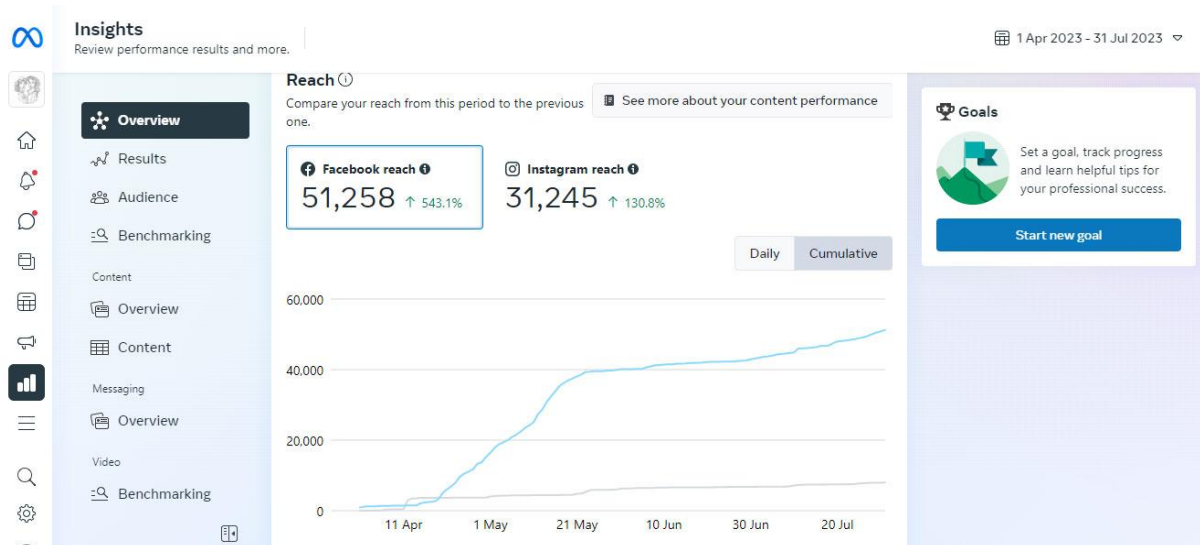 Insights
Review performance results and more.
1 Apr 2023 - 31 Jul 2023
Overview
Results
Audience
Benchmarking
Content
Overview
Content
Messaging
Overview
Video
Benchmarking
Reach
Compare your reach from this period to the previous
one.
See more about your content performance
Facebook reach
51,258 ↑ 543.1%
Instagram reach
31,245 ↑ 130.8%
Daily
Cumulative
60,000
40,000
20,000
0
11 Apr 1 May 21 May 10 Jun 30 Jun 20 Jul
Goals
Set a goal, track progress
and learn helpful tips for
your professional success.
Start new goal